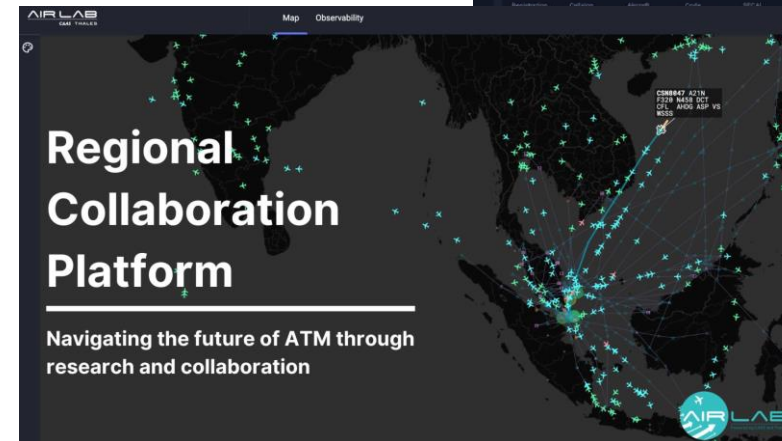 AIR LAB
CAAS THALES
Map Observability
CSN8047 A21N
F320 N458 DCT
CFL AHOG ASP VS
WSSS
Regional
Collaboration
Platform
Navigating the future of ATM through
research and collaboration
AIR LAB